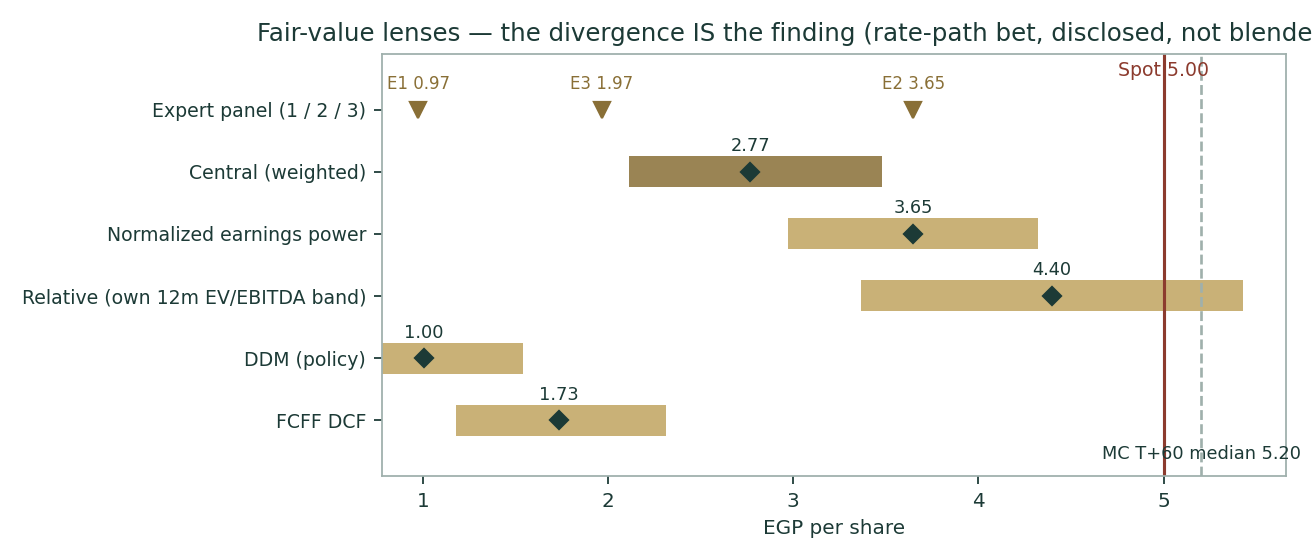 Fair-value lenses — the divergence IS the finding (rate-path bet, disclosed, not blende
Spot 5.00
E1 0.97
E3 1.97
E2 3.65
Expert panel (1 / 2 / 3)
2.77
Central (weighted)
3.65
Normalized earnings power
4.40
Relative (own 12m EV/EBITDA band)
1.00
DDM (policy)
1.73
FCFF DCF
MC T+60 median 5.20
1 2 3 4 5
EGP per share